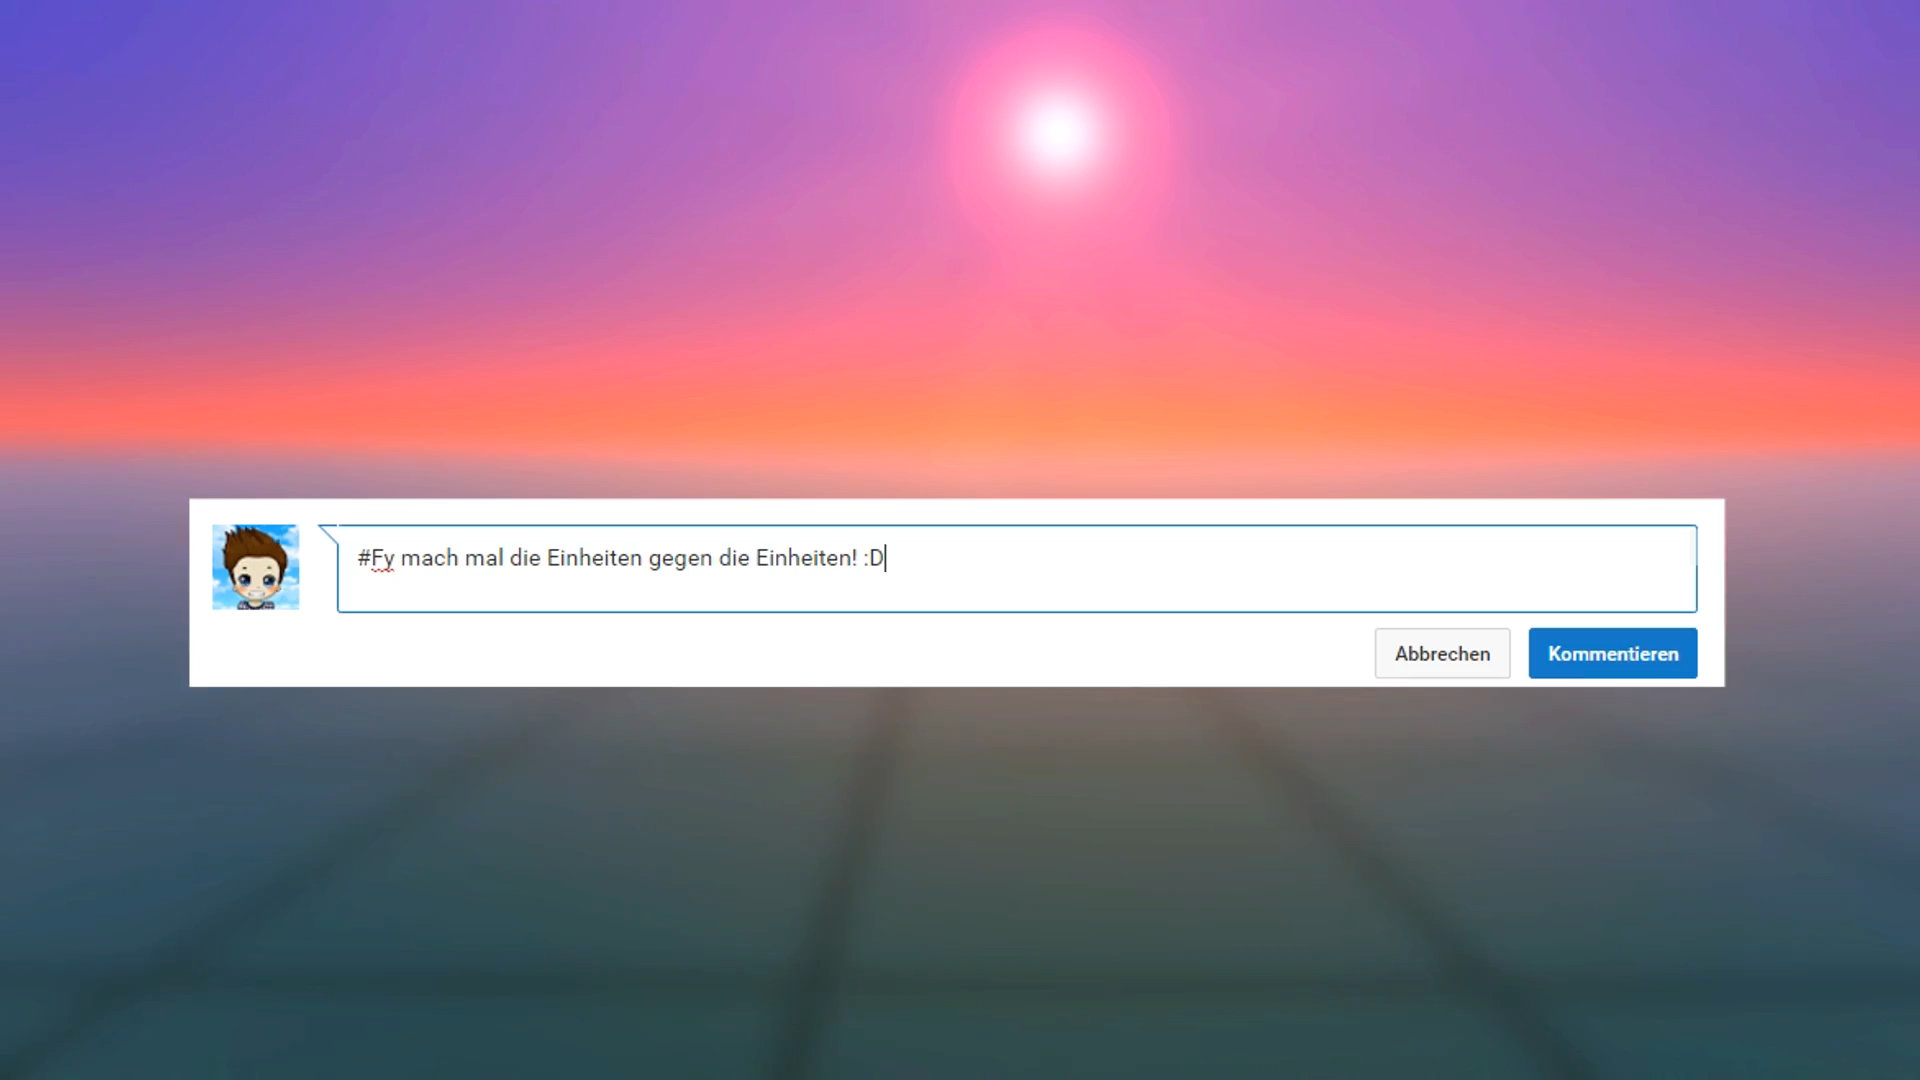 #Fy mach mal die Einheiten gegen die Einheiten! :D
Abbrechen
Kommentieren